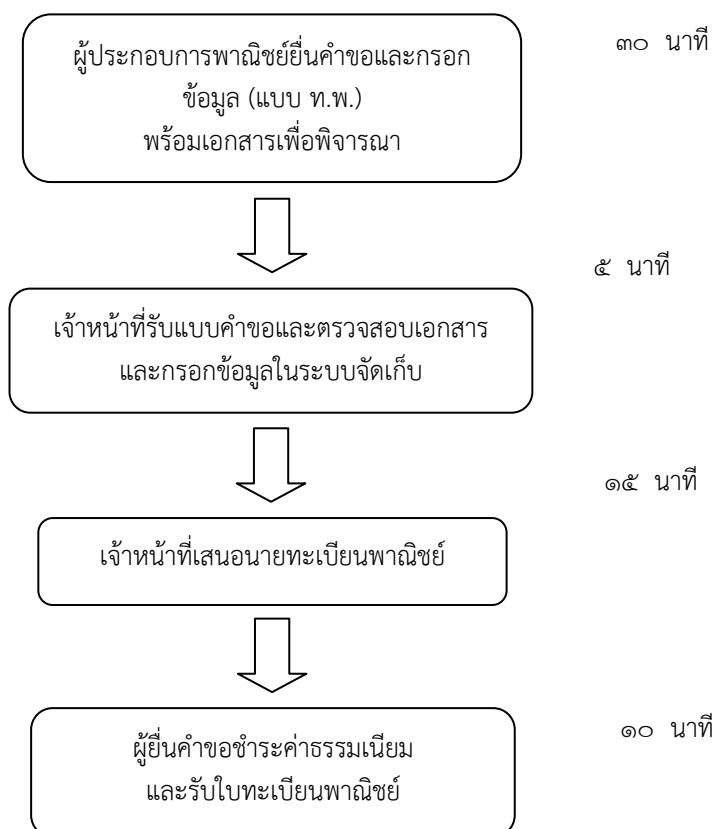 ผู้ประกอบการพาณิชย์ยื่นคำขอและกรอก
ข้อมูล (แบบ ท.พ.)
พร้อมเอกสารเพื่อพิจารณา
๓๐ นาที
๕ นาที
เจ้าหน้าที่รับแบบคำขอและตรวจสอบเอกสาร
และกรอกข้อมูลในระบบจัดเก็บ
๑๕ นาที
เจ้าหน้าที่เสนอนายทะเบียนพาณิชย์
๑๐ นาที
ผู้ยื่นคำขอชำระค่าธรรมเนียม
และรับใบทะเบียนพาณิชย์